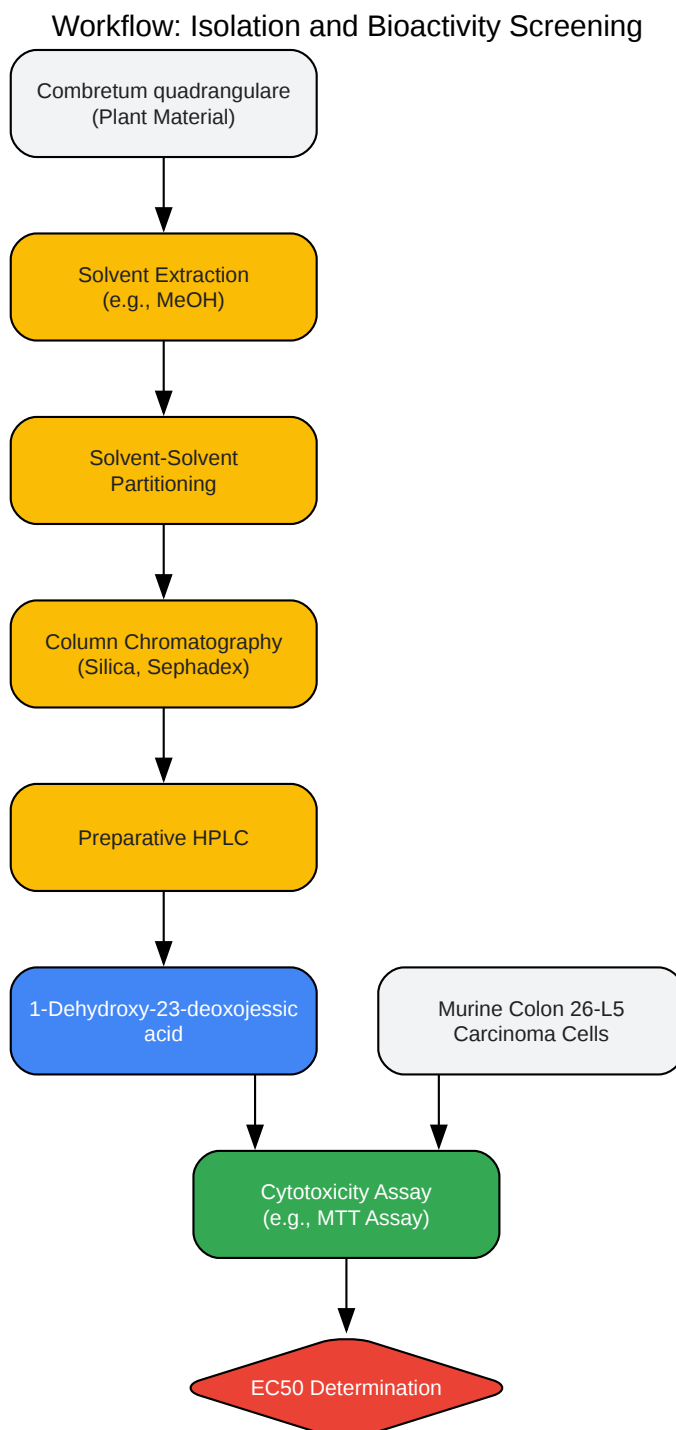 Workflow: Isolation and Bioactivity Screening
Combretum quadrangulare
(Plant Material)
Solvent Extraction
(e.g., MeOH)
Solvent-Solvent
Partitioning
Column Chromatography
(Silica, Sephadex)
Preparative HPLC
1-Dehydroxy-23-deoxojessic
acid
Murine Colon 26-L5
Carcinoma Cells
Cytotoxicity Assay
(e.g., MTT Assay)
EC50 Determination